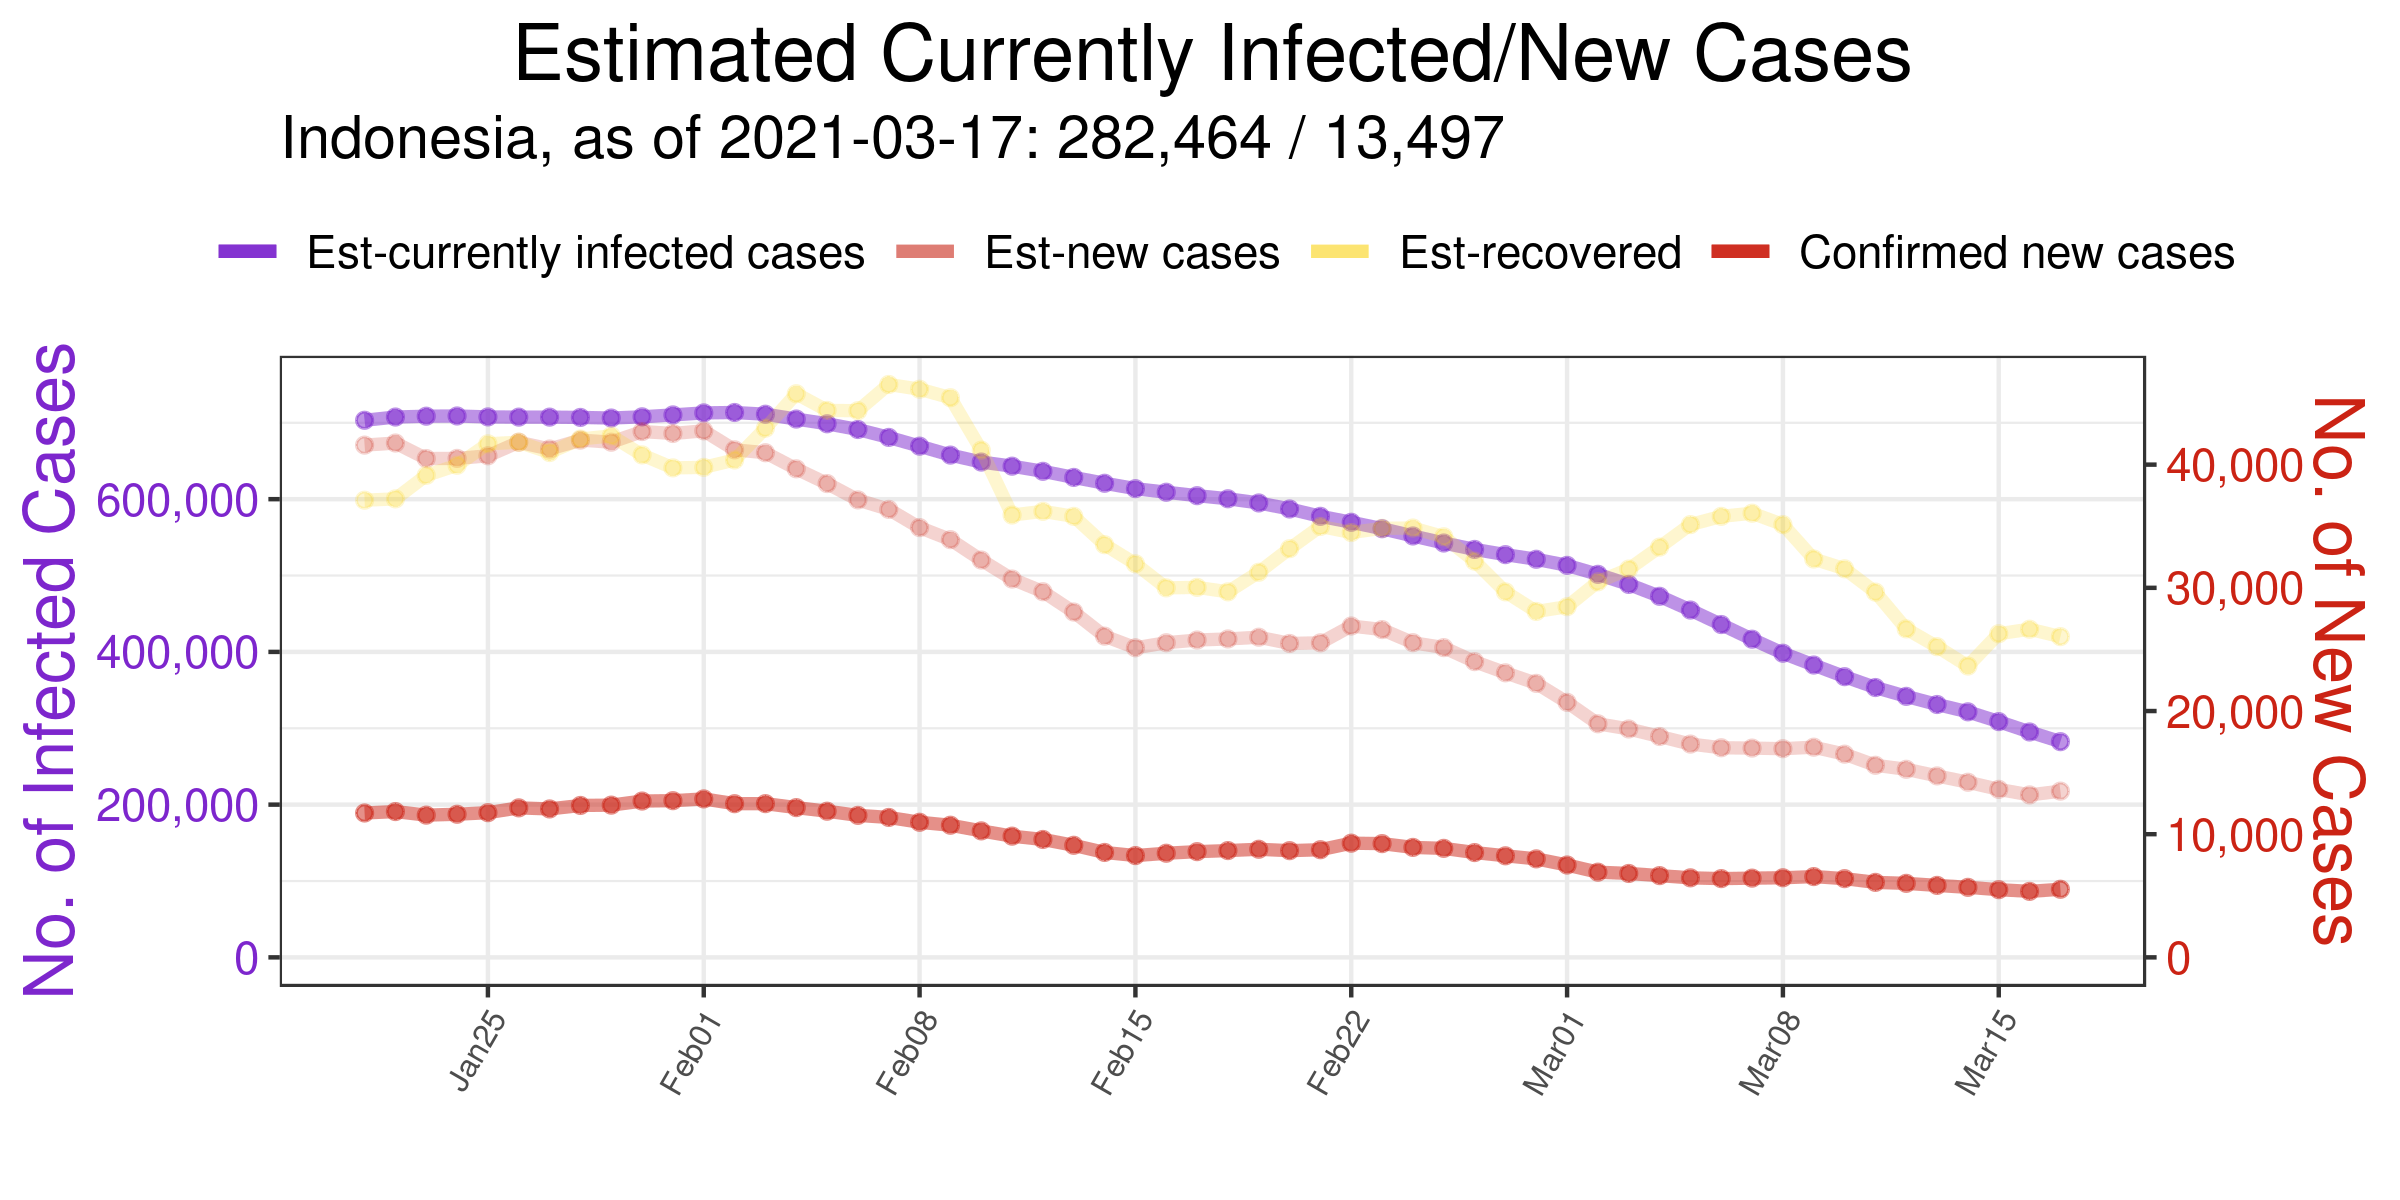 Estimated Currently Infected/New Cases
Indonesia, as of 2021-03-17: 282,464 / 13,497
Est-currently infected cases Est-new cases Est-recovered Confirmed new cases
No. of Infected Cases
600,000
400,000
200,000
0
40,000
30,000
20,000
10,000
0
No. of New Cases
Jan25 Feb01 Feb08 Feb15 Feb22 Mar01 Mar08 Mar15